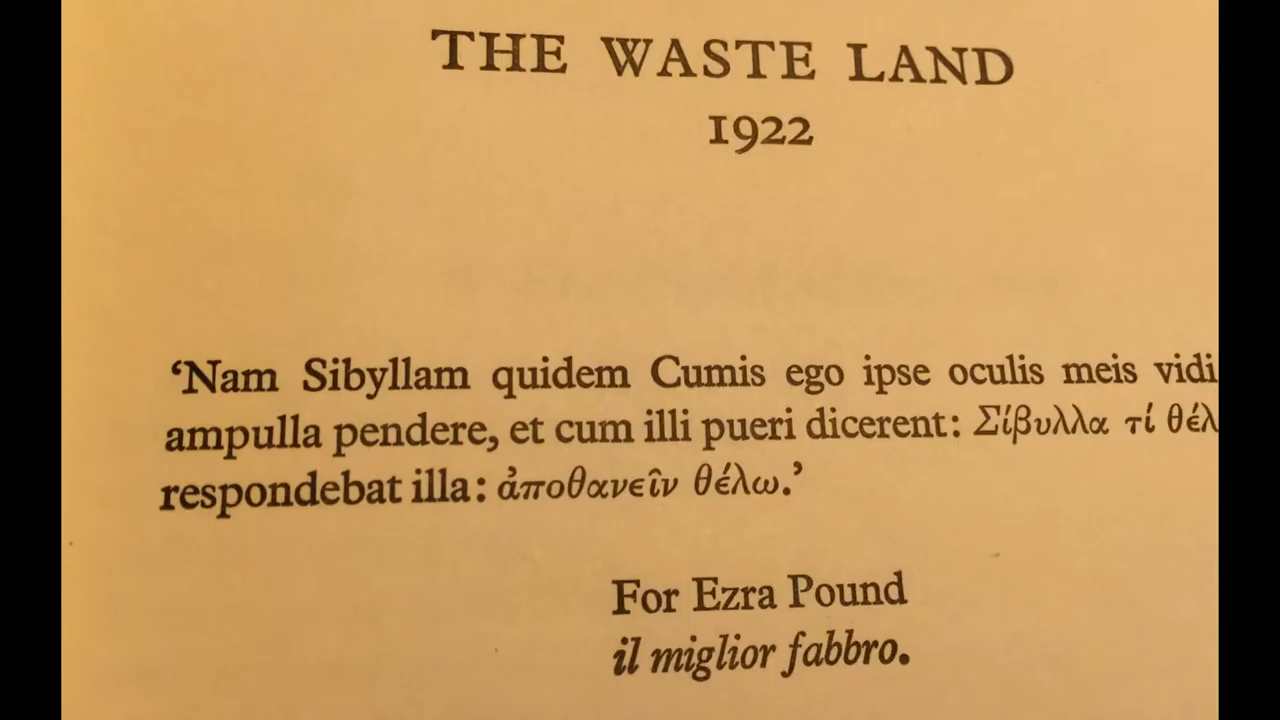 THE WASTE LAND
1922
‘Nam Sibyllam quidem Cumis ego ipse oculis meis vidi
ampulla pendere, et cum illi pueri dicerent: Σίβυλλα τί θέλ
respondebat illa: ἀποθανεῖν θέλω.’
For Ezra Pound
il miglior fabbro.